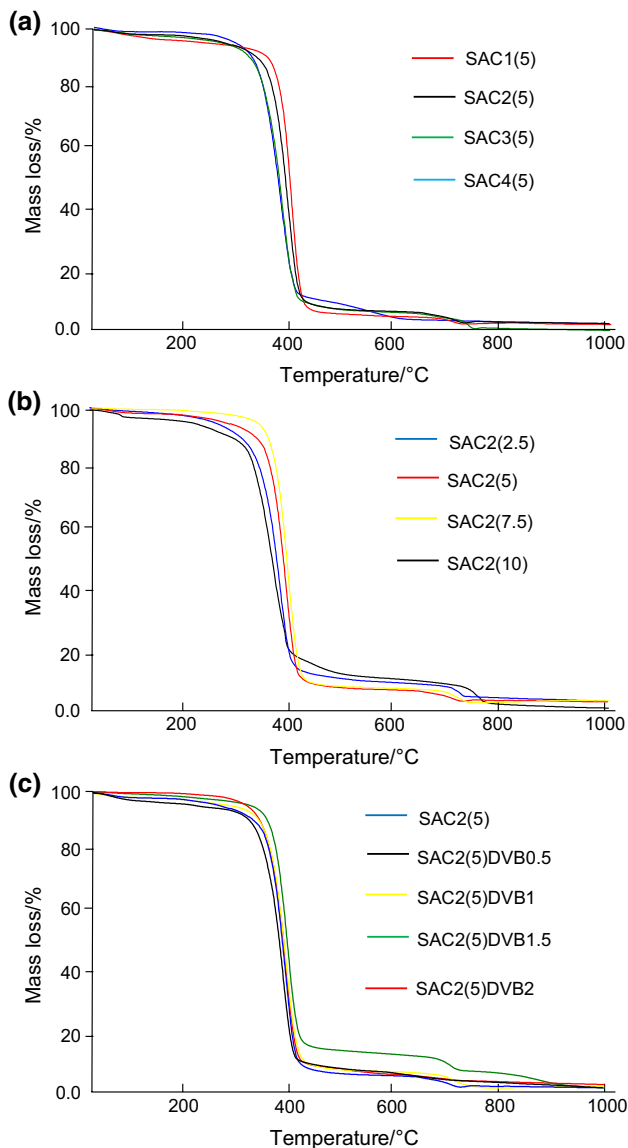 (a)
100
80
60
40
20
0.0
Mass loss/%
SAC1(5)
SAC2(5)
SAC3(5)
SAC4(5)
200 400 600 800 1000
Temperature/°C
(b)
100
80
60
40
20
0.0
Mass loss/%
SAC2(2.5)
SAC2(5)
SAC2(7.5)
SAC2(10)
200 400 600 800 1000
Temperature/°C
(c)
100
80
60
40
20
0.0
Mass loss/%
SAC2(5)
SAC2(5)DVB0.5
SAC2(5)DVB1
SAC2(5)DVB1.5
SAC2(5)DVB2
200 400 600 800 1000
Temperature/°C